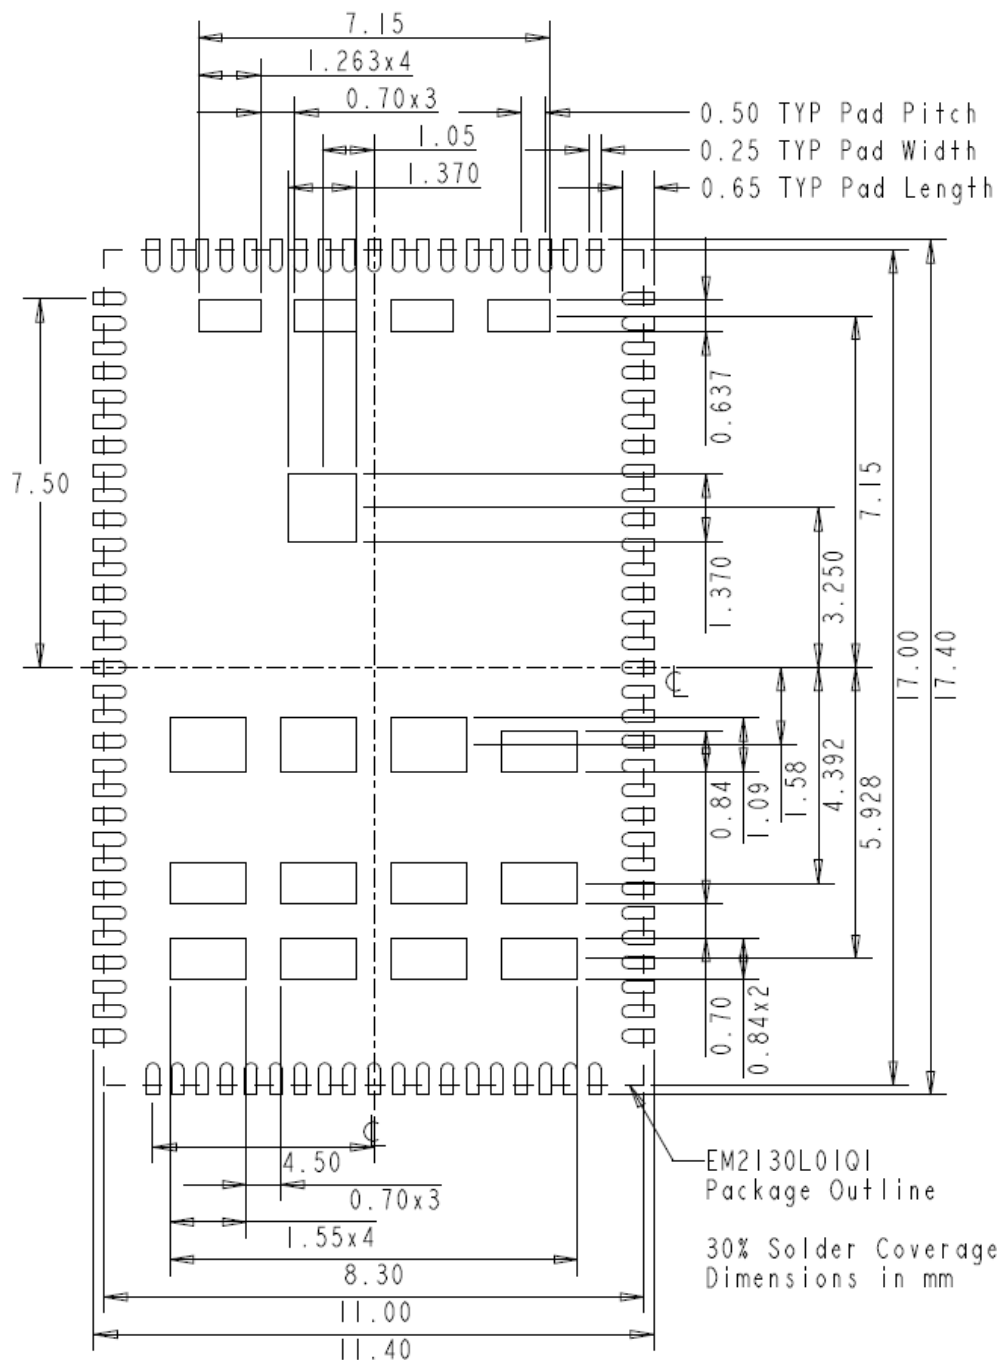 7.15
1.263x4
0.70x3
0.50 TYP Pad Pitch
1.05
0.25 TYP Pad Width
1.370
0.65 TYP Pad Length
0.637
7.50
7.15
1.370
3.250
17.00
17.40
℄
0.84
1.09
1.58
4.392
5.928
0.70
0.84x2
℄
4.50
EM2130L01QI
Package Outline
0.70x3
1.55x4
30% Solder Coverage
Dimensions in mm
8.30
11.00
11.40